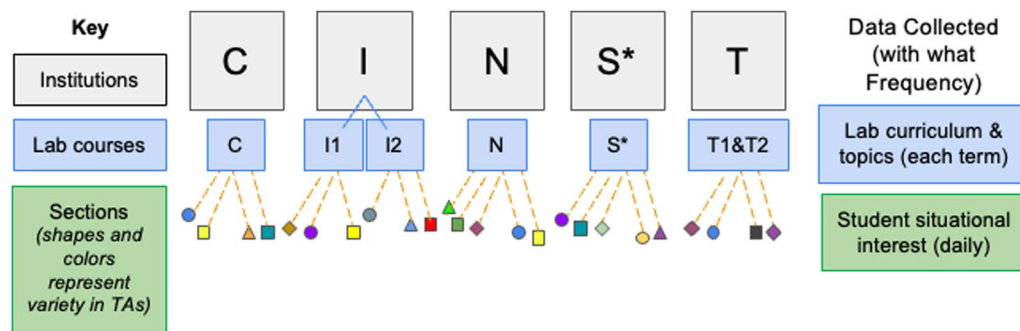 Key
Institutions
Lab courses
Sections
(shapes and
colors
represent
variety in TAs)
C
I
N
S*
T
C
I1
I2
N
S*
T1&T2
Data Collected
(with what
Frequency)
Lab curriculum &
topics (each term)
Student situational
interest (daily)